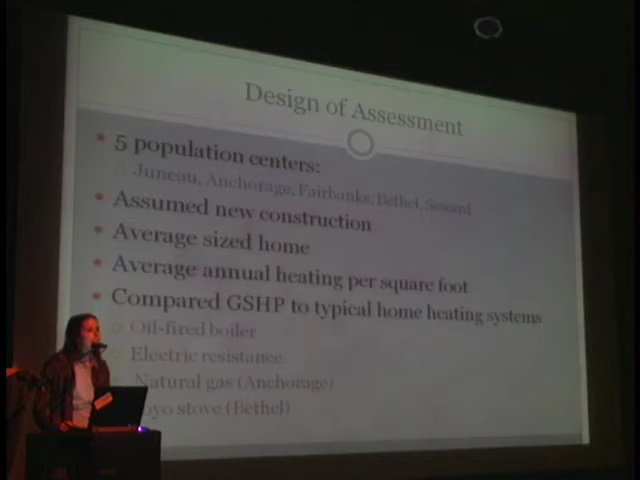 Design of Assessment
5 population centers:
Juneau, Anchorage, Fairbanks, Bethel, Seward
Assumed new construction
Average sized home
Average annual heating per square foot
Compared GSHP to typical home heating systems
Oil-fired boiler
Electric resistance
Natural gas (Anchorage)
oyo stove (Bethel)